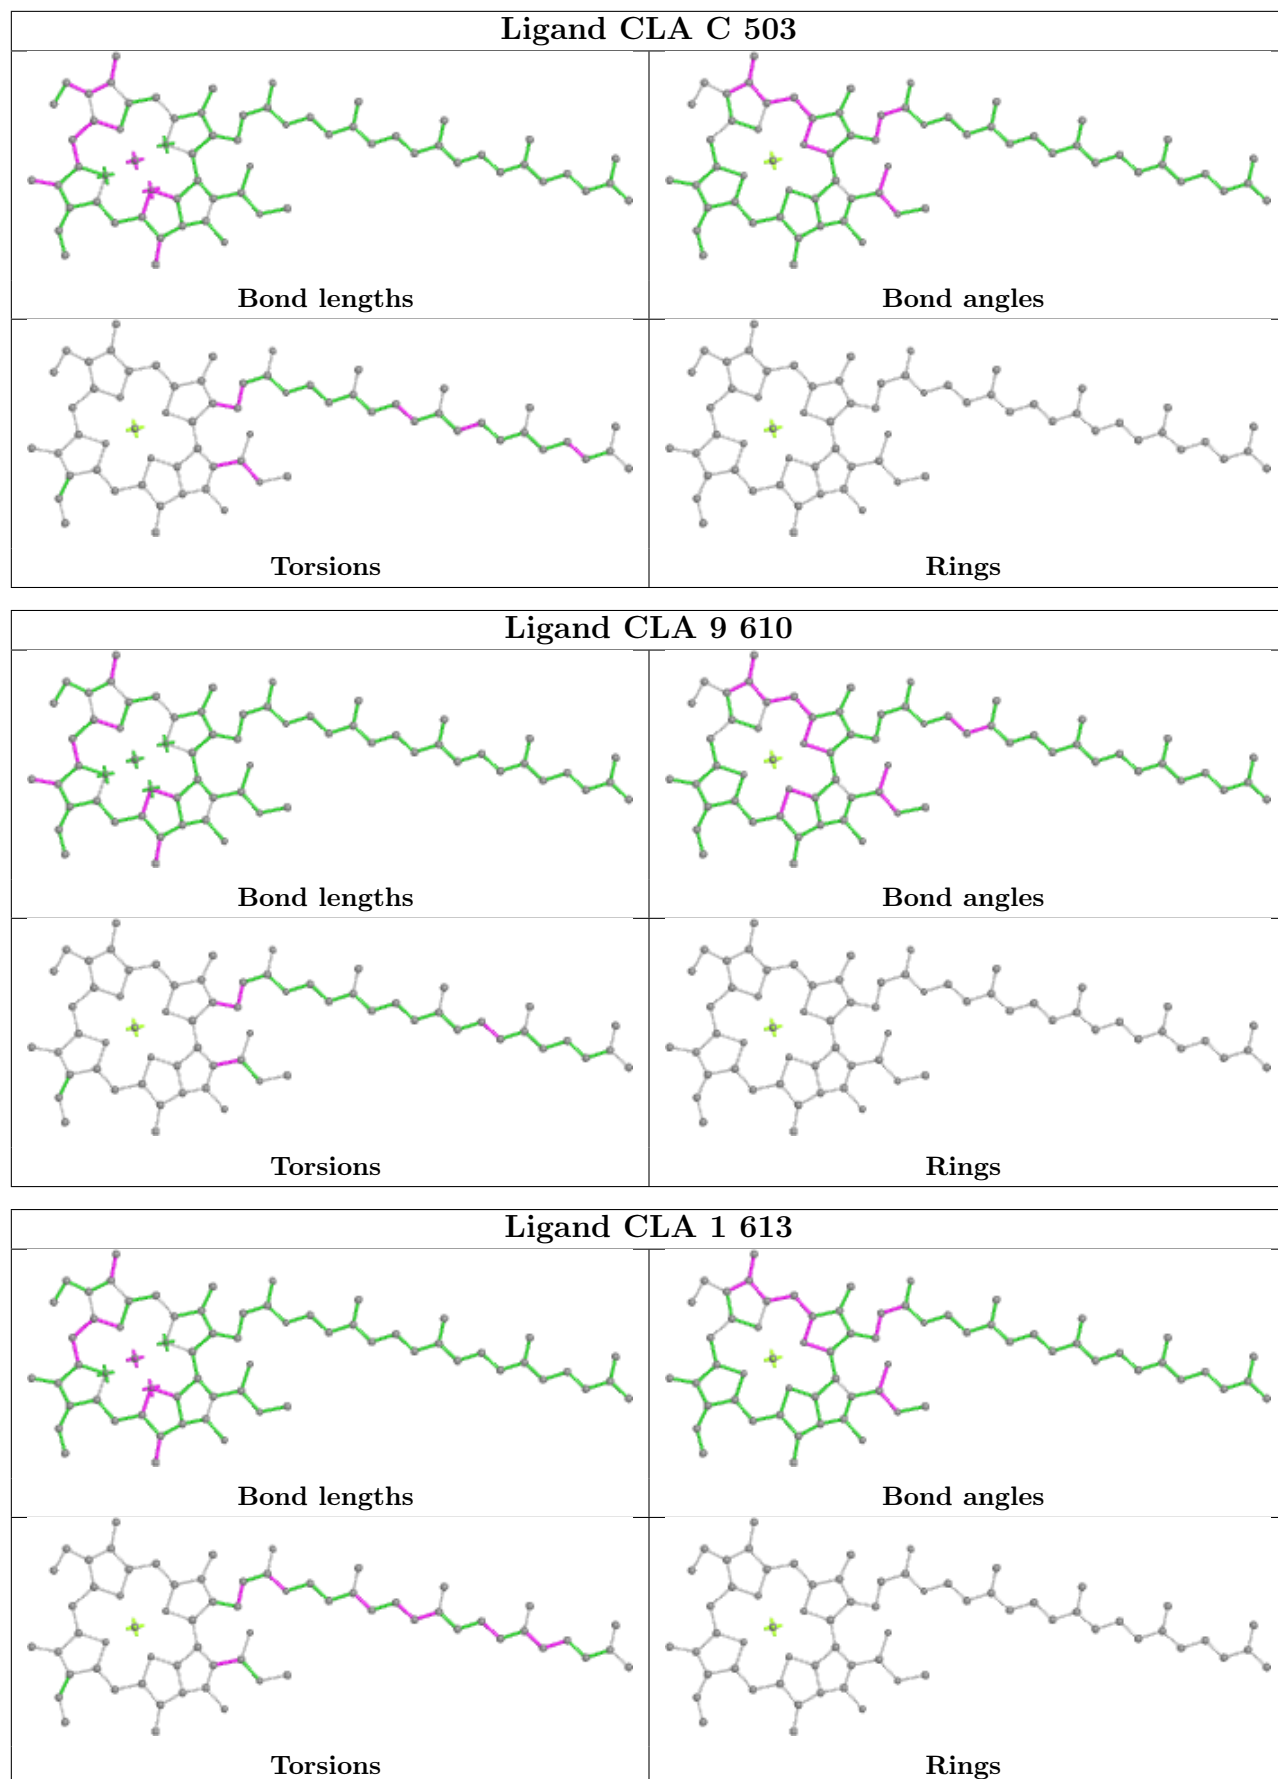 Ligand CLA C 503
Bond lengths
Bond angles
Torsions
Rings
Ligand CLA 9 610
Bond lengths
Bond angles
Torsions
Rings
Ligand CLA 1 613
Bond lengths
Bond angles
Torsions
Rings